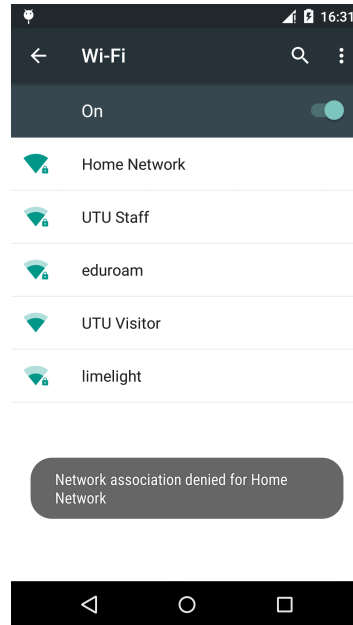 16:31
Wi-Fi
On
Home Network
UTU Staff
eduroam
UTU Visitor
limelight
Network association denied for Home
Network